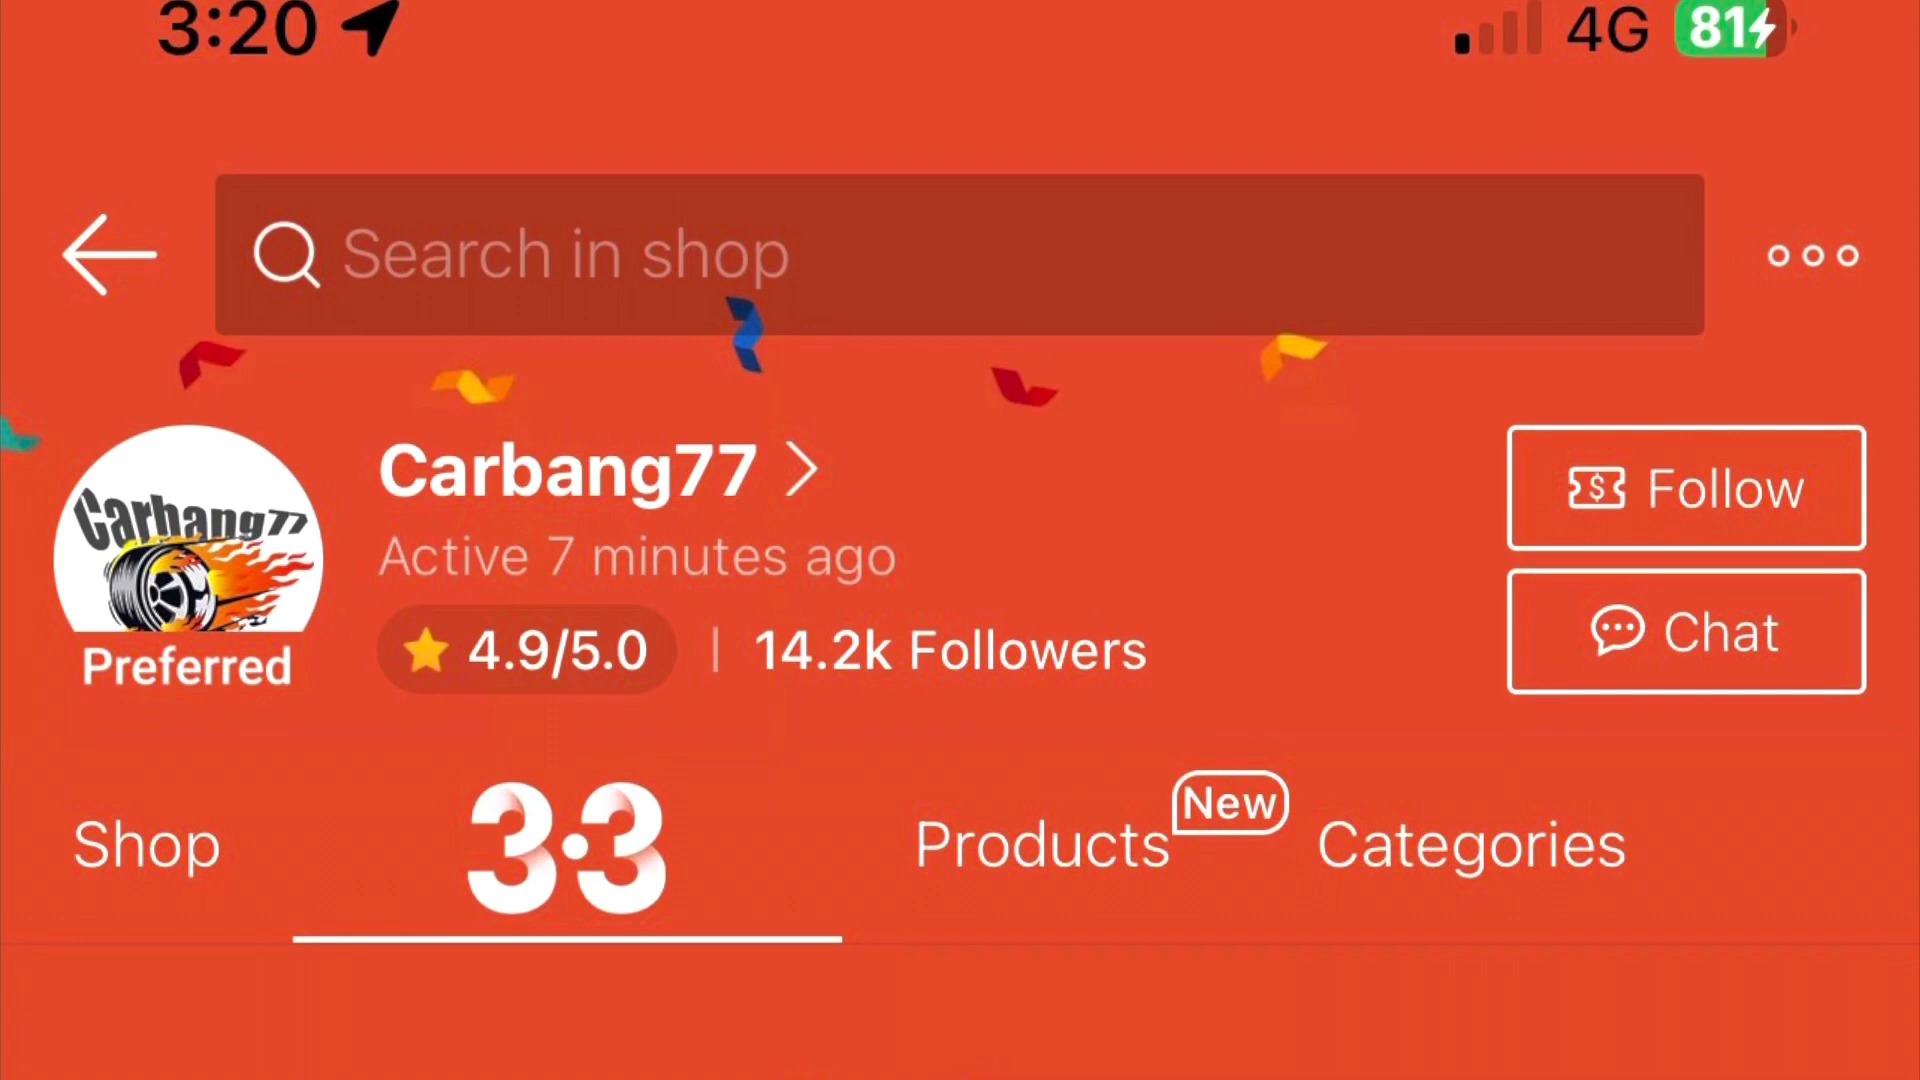 3:20 4G 81
Search in shop
Carbang77
Active 7 minutes ago
Carbang77
4.9/5.0 | 14.2k Followers
Preferred
Follow
Chat
Shop 3.3 Products New Categories